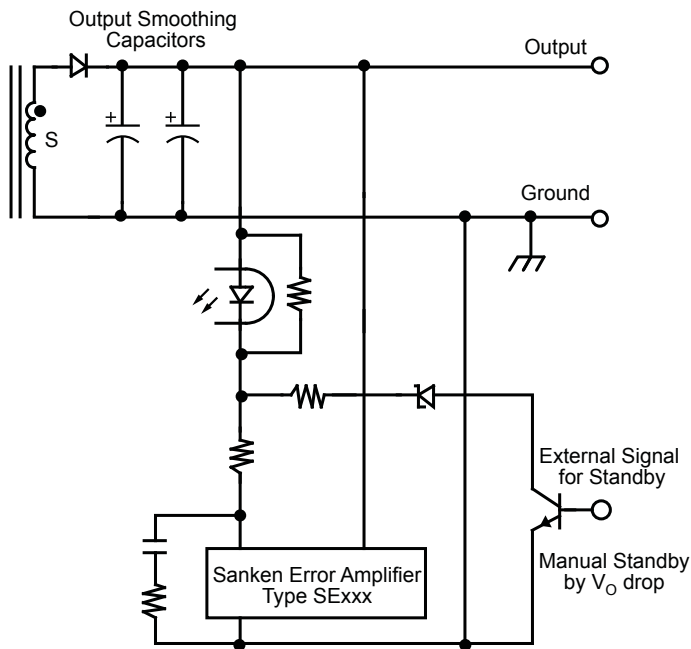 Output Smoothing
Capacitors
Output
+
+
S
Ground
External Signal
for Standby
Manual Standby
by VO drop
Sanken Error Amplifier
Type SExxx